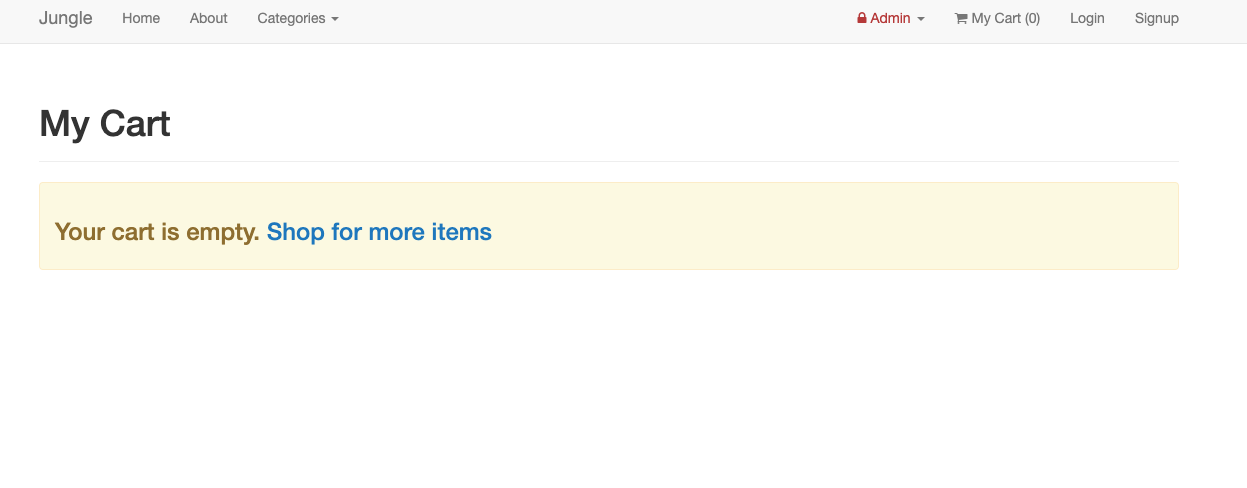 Jungle Home About Categories Admin My Cart (0) Login Signup
My Cart
Your cart is empty. Shop for more items